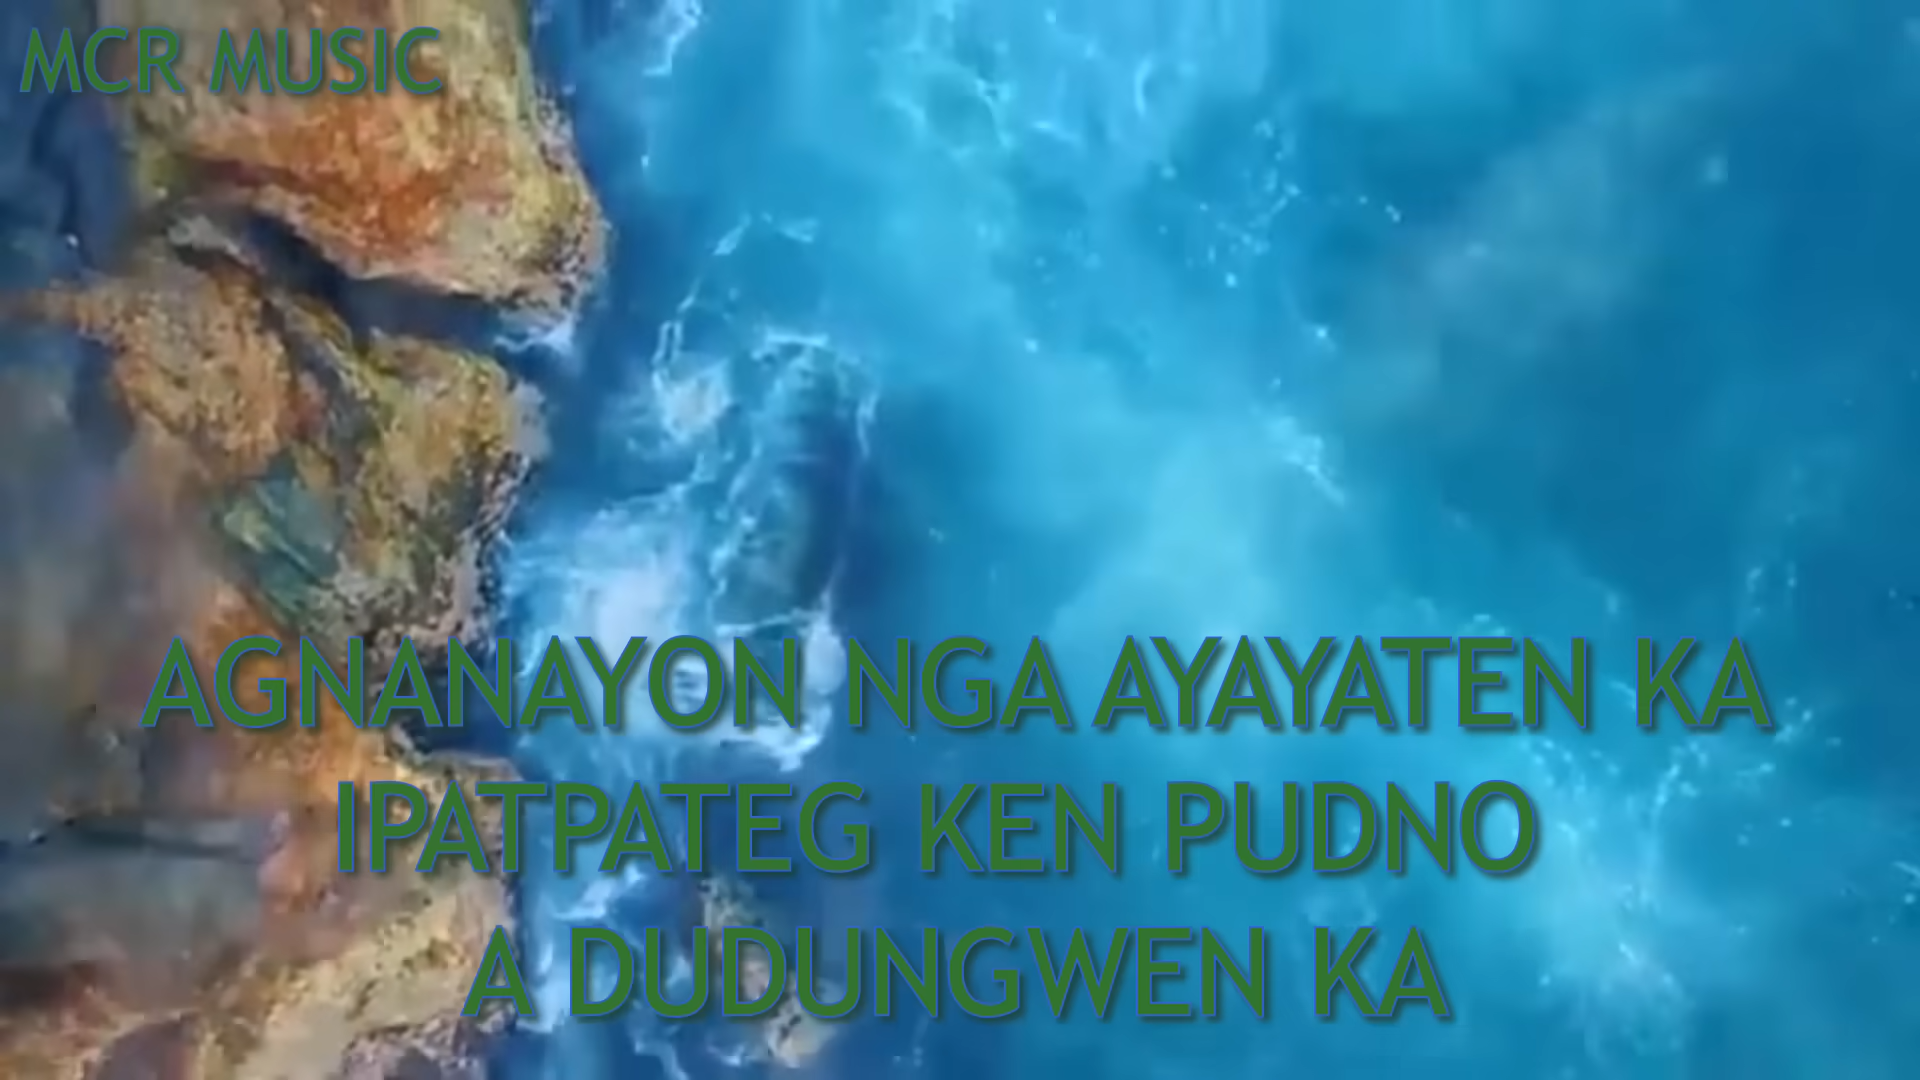 MCR MUSIC
AGNANAYON NGA AYAYATEN KA
IPATPATEG KEN PUDNO
A DUDUNGWEN KA